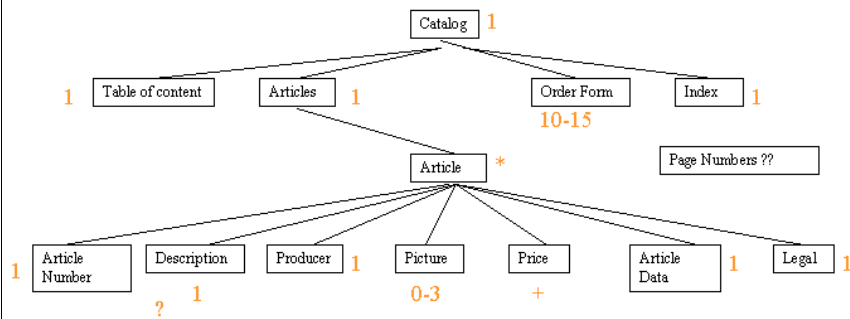 Catalog 1
1 Table of content Articles 1 Order Form Index 1
10-15
Article *
Page Numbers ??
1 Article Number Description Producer 1 Picture Price Article Data 1 Legal 1
? 1 0-3 +